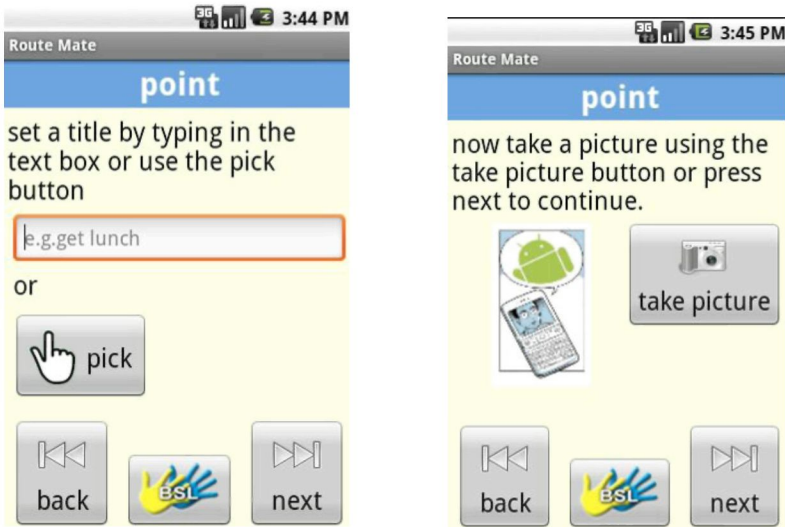 3G 3:44 PM
Route Mate
point
set a title by typing in the
text box or use the pick
button
e.g.get lunch
or
pick
back
BSL
next
3G 3:45 PM
Route Mate
point
now take a picture using the
take picture button or press
next to continue.
take picture
back
BSL
next